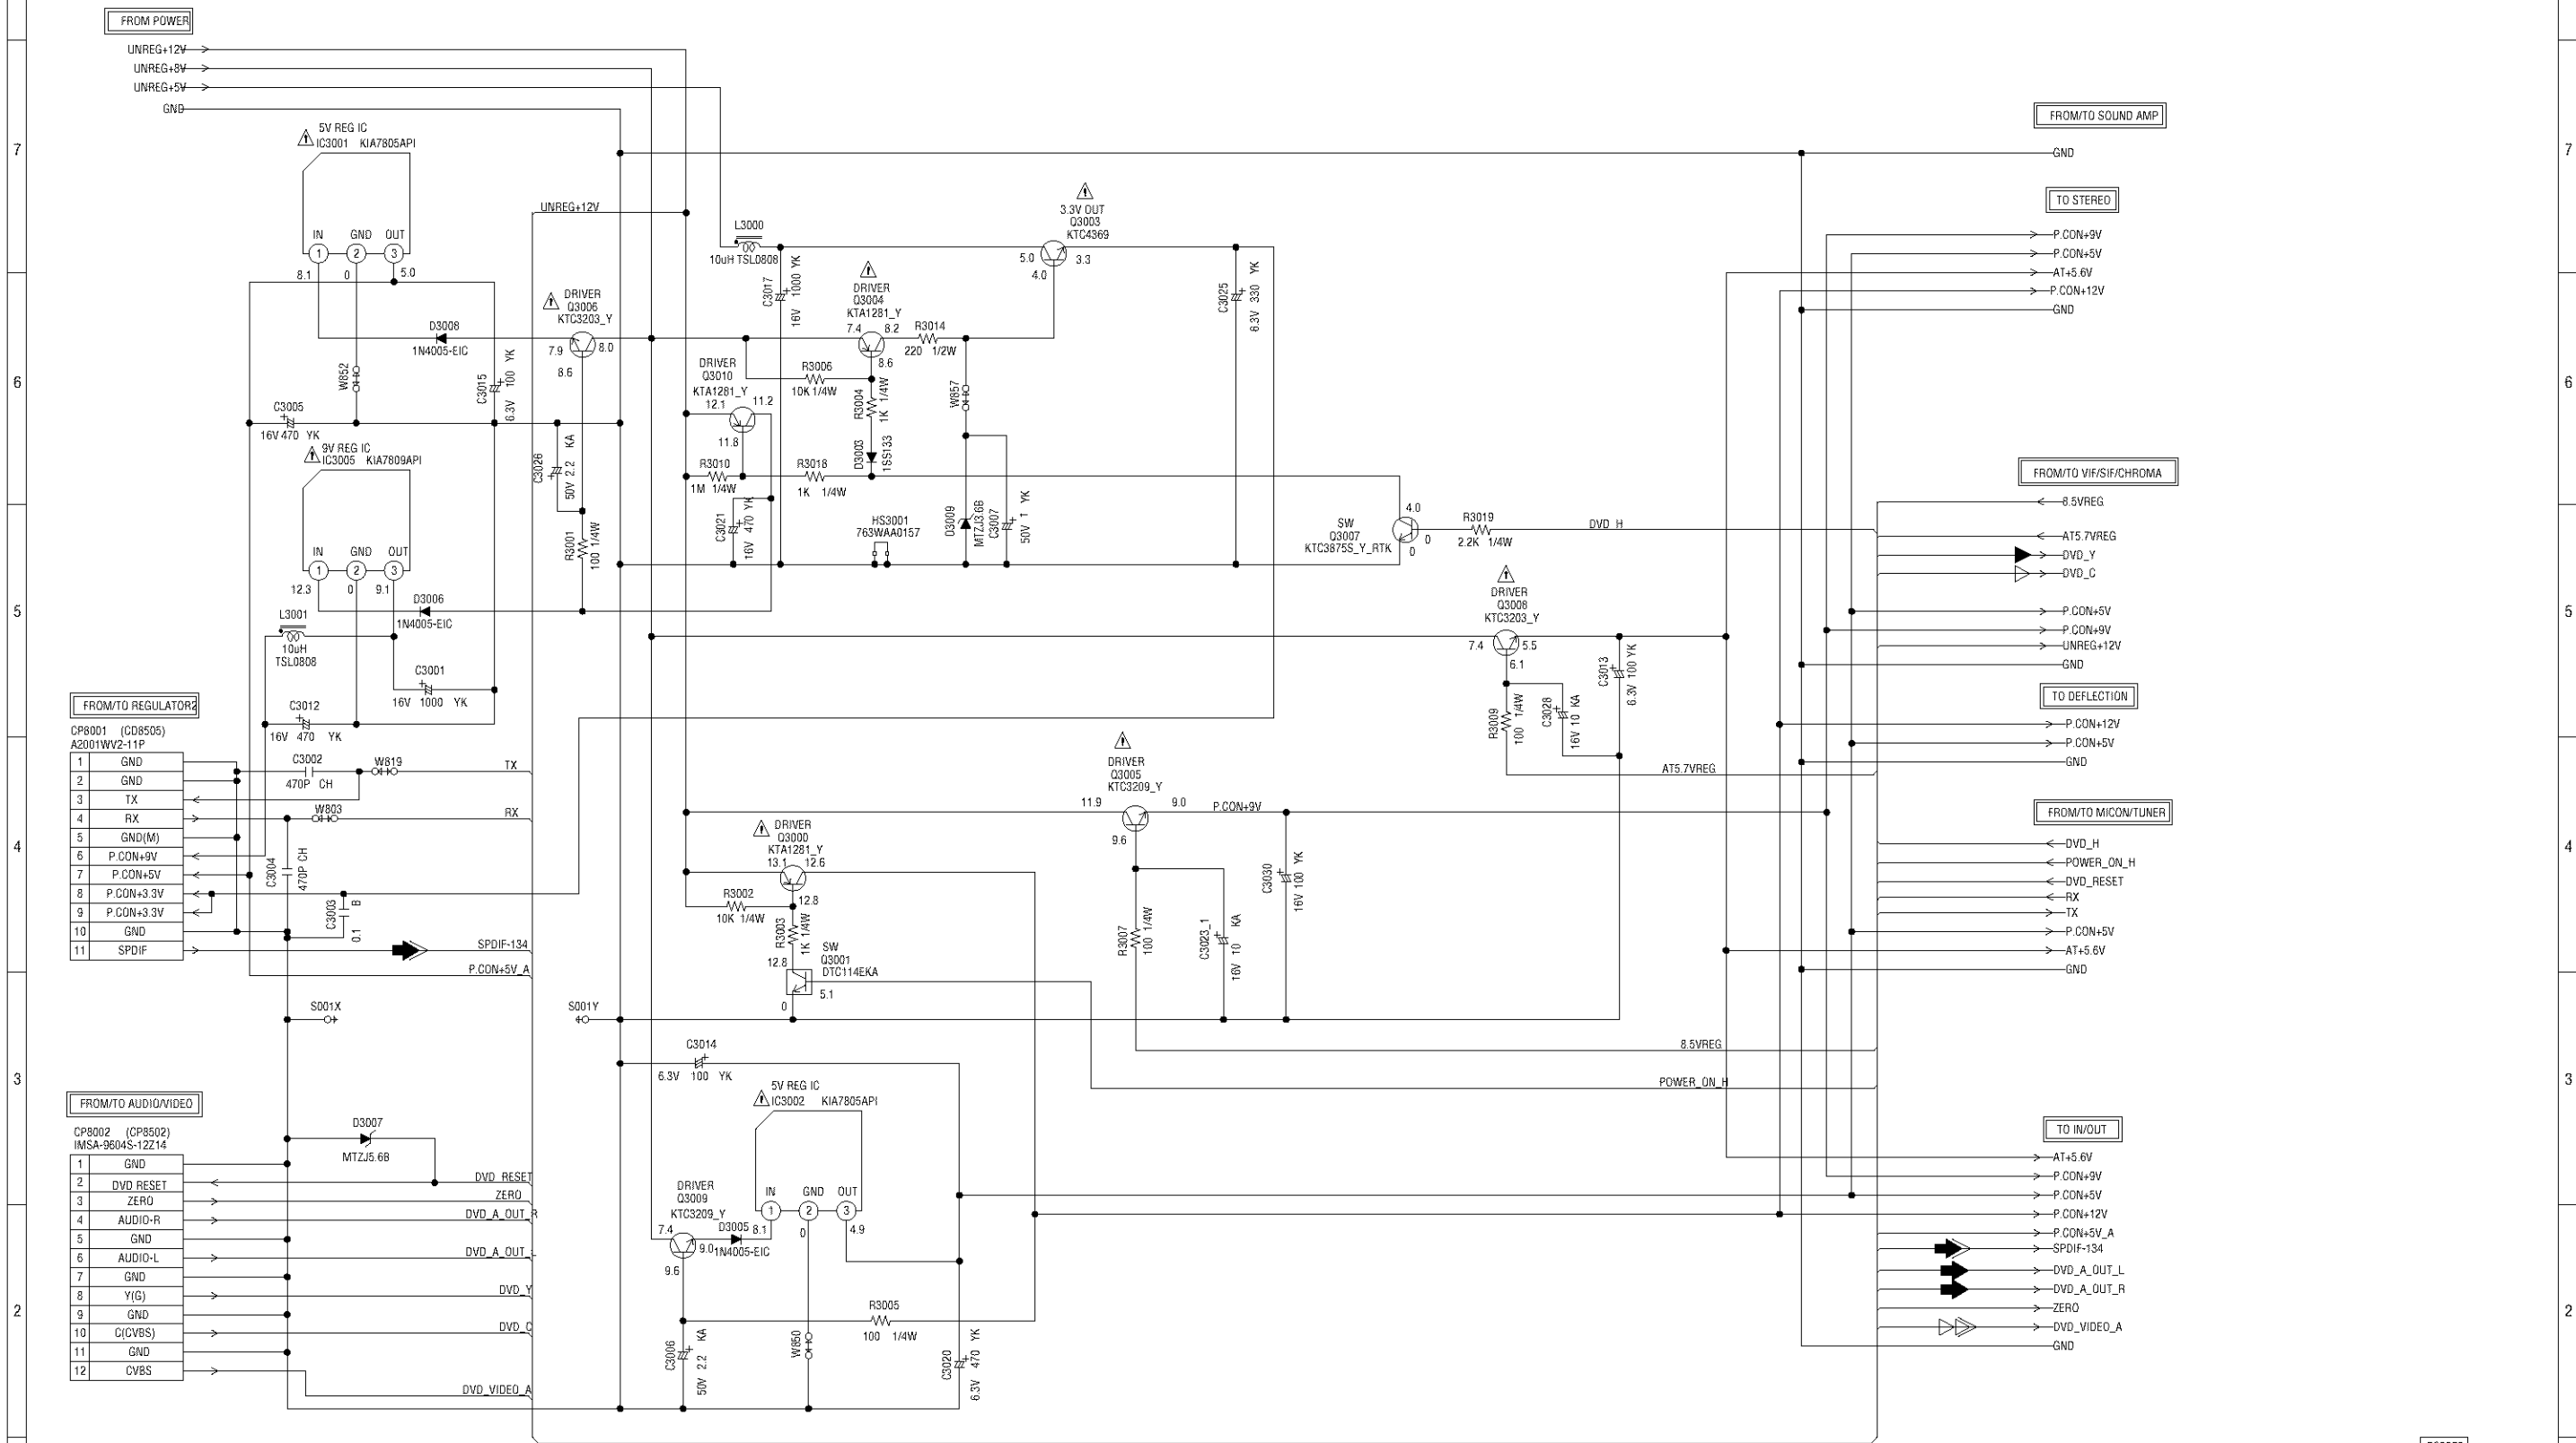 FROM POWER
UNREG+12V
UNREG+8V
UNREG+5V
GND
5V REG IC
IC3001 KIA7805API
IN GND OUT
1 2 3
8.1 0 5.0
UNREG+12V
DRIVER
Q3006
KTC3203_Y
7.9 8.0
8.6
D3008
1N4005-EIC
W852
C3015
6.3V 100 YK
C3005
16V 470 YK
9V REG IC
IC3005 KIA7809API
IN GND OUT
1 2 3
12.3 0 9.1
D3006
1N4005-EIC
L3001
10uH
TSL0808
C3001
16V 1000 YK
C3012
16V 470 YK
C3026
50V 2.2 KA
R3001
100 1/4W
L3000
10uH TSL0808
C3017
16V 1000 YK
3.3V OUT
Q3003
KTC4369
5.0 3.3
4.0
DRIVER
Q3004
KTA1281_Y
7.4 8.2
8.6
R3014
220 1/2W
DRIVER
Q3010
KTA1281_Y
12.1 11.2
11.8
R3006
10K 1/4W
R3004
1K 1/4W
D3003
1SS133
W857
R3010
1M 1/4W
R3018
1K 1/4W
C3021
16V 470 YK
HS3001
763WAA0157
D3009
MTZJ3.6B
C3007
50V 1 YK
C3025
6.3V 330 YK
SW
Q3007
KTC3875S_Y_RTK
4.0
0
0
R3019
2.2K 1/4W
DVD_H
DRIVER
Q3008
KTC3203_Y
7.4 5.5
6.1
R3009
100 1/4W
C3028
16V 10 KA
C3013
6.3V 100 YK
AT5.7VREG
DRIVER
Q3005
KTC3209_Y
11.9 9.0
9.6
P.CON+9V
R3007
100 1/4W
C3023_1
16V 10 KA
C3030
16V 100 YK
DRIVER
Q3000
KTA1281_Y
13.1 12.6
12.8
R3002
10K 1/4W
R3003
1K 1/4W
SW
Q3001
DTC114EKA
12.8
5.1
0
8.5VREG
POWER_ON_H
FROM/TO REGULATOR2
CP8001 (CD8505)
A2001WV2-11P
1 GND
2 GND
3 TX
4 RX
5 GND(M)
6 P.CON+9V
7 P.CON+5V
8 P.CON+3.3V
9 P.CON+3.3V
10 GND
11 SPDIF
C3002
470P CH
W819
TX
W803
RX
C3004
470P CH
C3003
0.1 B
SPDIF-134
P.CON+5V_A
S001X
S001Y
C3014
6.3V 100 YK
5V REG IC
IC3002 KIA7805API
IN GND OUT
1 2 3
8.1 0 4.9
DRIVER
Q3009
KTC3209_Y
7.4
9.0
9.6
D3005
1N4005-EIC
R3005
100 1/4W
C3006
50V 2.2 KA
W850
C3020
6.3V 470 YK
FROM/TO AUDIO/VIDEO
CP8002 (CP8502)
IMSA-9604S-12Z14
1 GND
2 DVD RESET
3 ZERO
4 AUDIO-R
5 GND
6 AUDIO-L
7 GND
8 Y(G)
9 GND
10 C(CVBS)
11 GND
12 CVBS
D3007
MTZJ5.6B
DVD_RESET
ZERO
DVD_A_OUT_R
DVD_A_OUT_L
DVD_Y
DVD_C
DVD_VIDEO_A
FROM/TO SOUND AMP
GND
TO STEREO
P.CON+9V
P.CON+5V
AT+5.6V
P.CON+12V
GND
FROM/TO VIF/SIF/CHROMA
8.5VREG
AT5.7VREG
DVD_Y
DVD_C
P.CON+5V
P.CON+9V
UNREG+12V
GND
TO DEFLECTION
P.CON+12V
P.CON+5V
GND
FROM/TO MICON/TUNER
DVD_H
POWER_ON_H
DVD_RESET
RX
TX
P.CON+5V
AT+5.6V
GND
TO IN/OUT
AT+5.6V
P.CON+9V
P.CON+5V
P.CON+12V
P.CON+5V_A
SPDIF-134
DVD_A_OUT_L
DVD_A_OUT_R
ZERO
DVD_VIDEO_A
GND
7 7
6 6
5 5
4 4
3 3
2 2